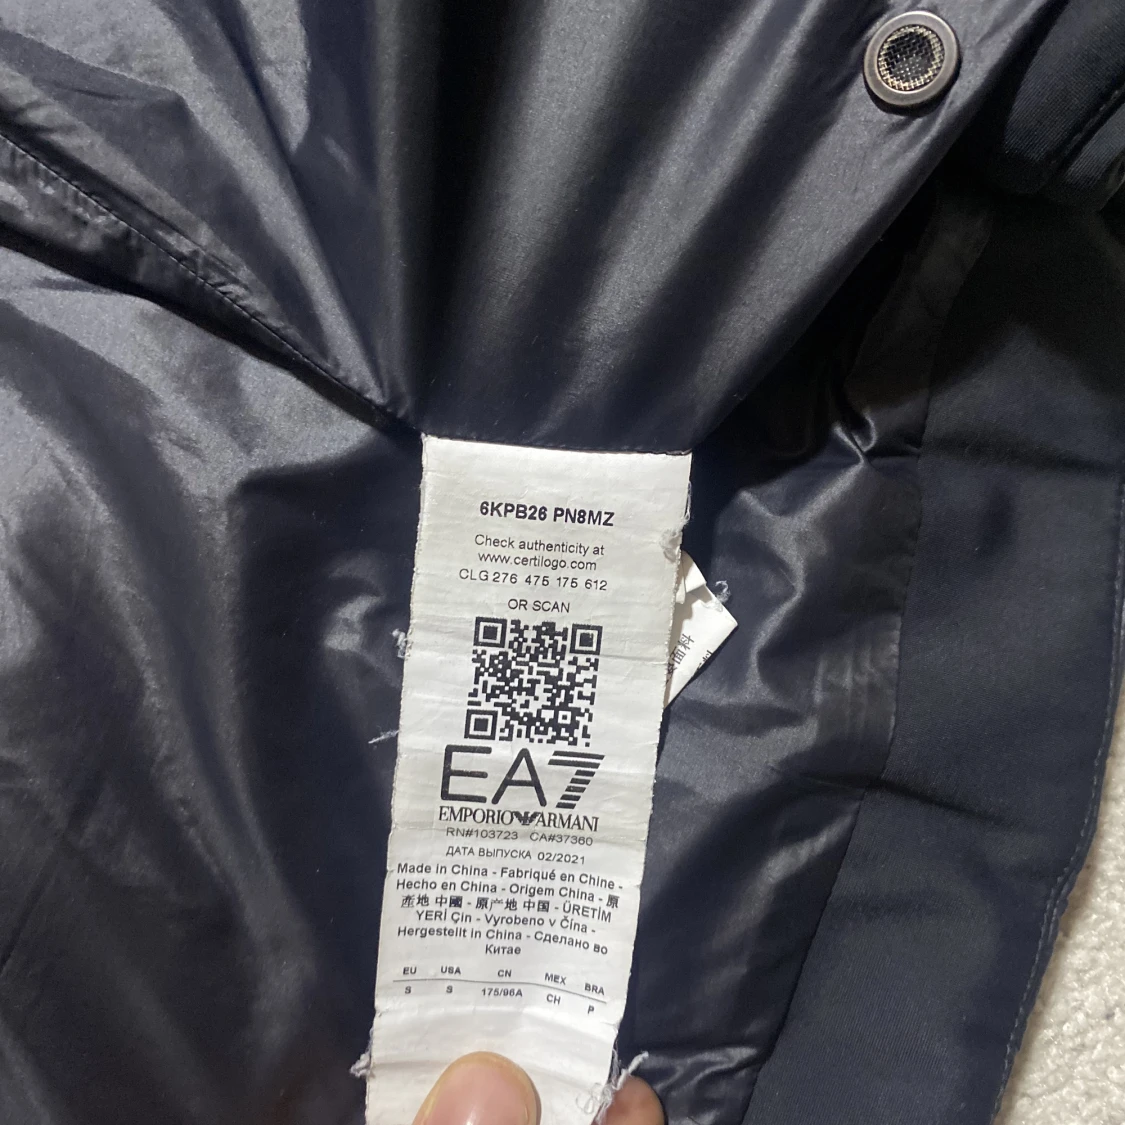 6KPB26 PN8MZ
Check authenticity at
www.certilogo.com
CLG 276 475 175 612
OR SCAN
EA7
EMPORIO ARMANI
RN#103723 CA#37360
ДАТА ВЫПУСКА 02/2021
Made in China - Fabriqué en Chine -
Hecho en China - Origem China - 原
產地 中國 - 原产地 中国 - ÜRETİM
YERİ Çin - Vyrobeno v Čína -
Hergestellt in China - Сделано во
Китае
EU USA CN MEX BRA
S S 175/96A CH P
面料